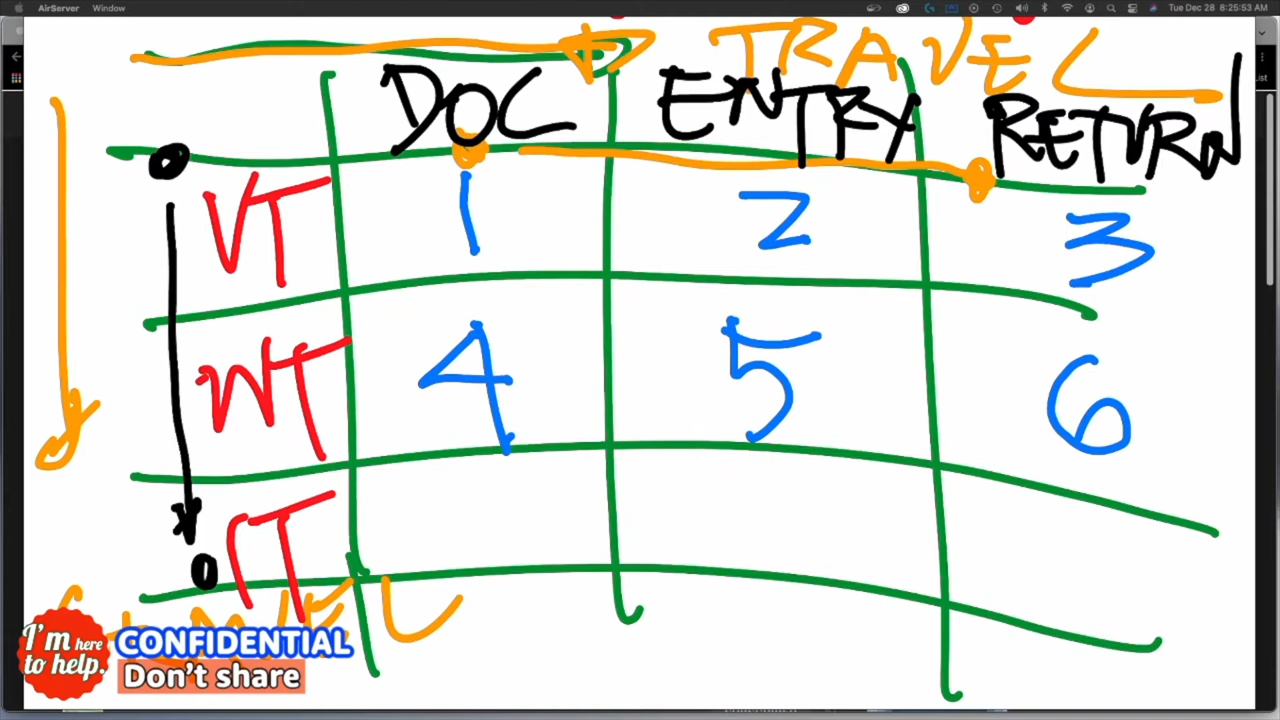 AirServer Window Tue Dec 28 8:25:53 AM
TRAVEL
DOC ENTRY RETURN
VT 1 2 3
WT 4 5 6
I'm here
to help.
CONFIDENTIAL
Don't share